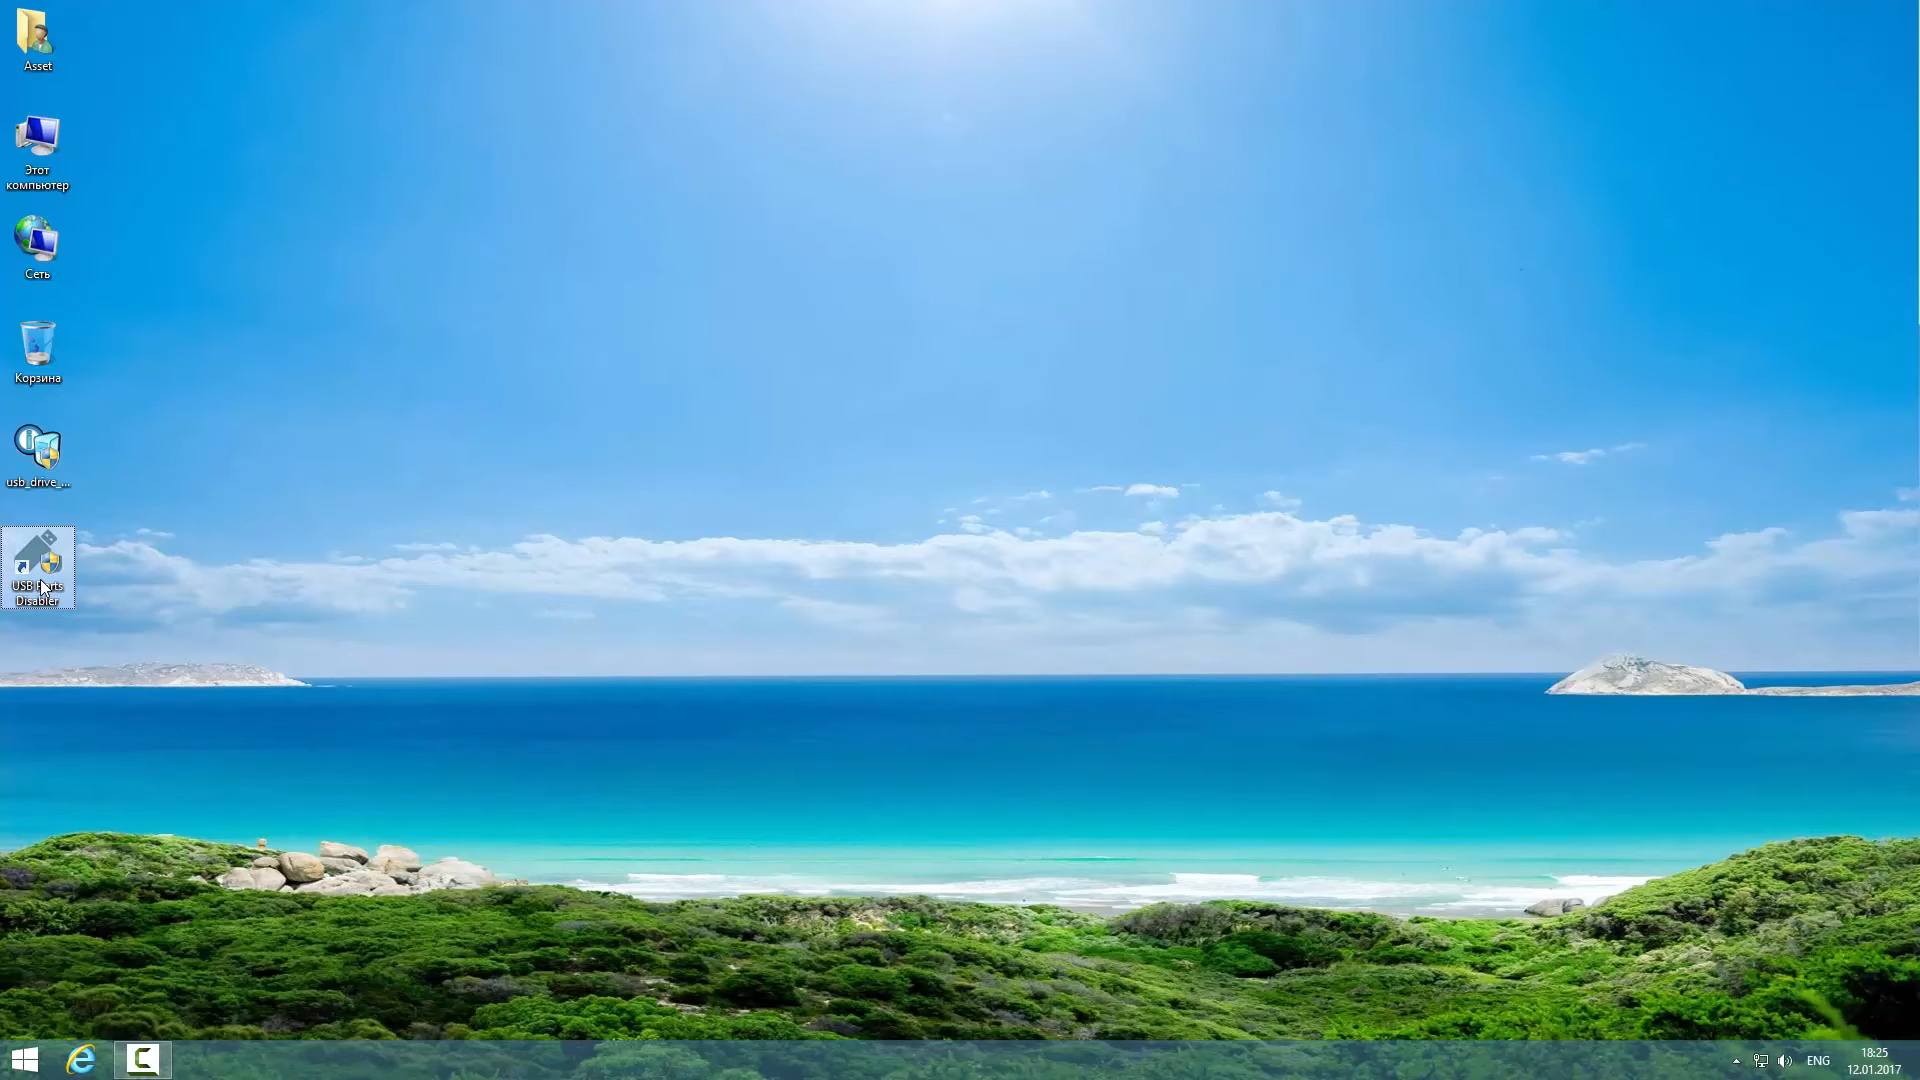 Asset
Этот
компьютер
Сеть
Корзина
usb_drive_...
USB Ports
Disabler
ENG
18:25
12.01.2017